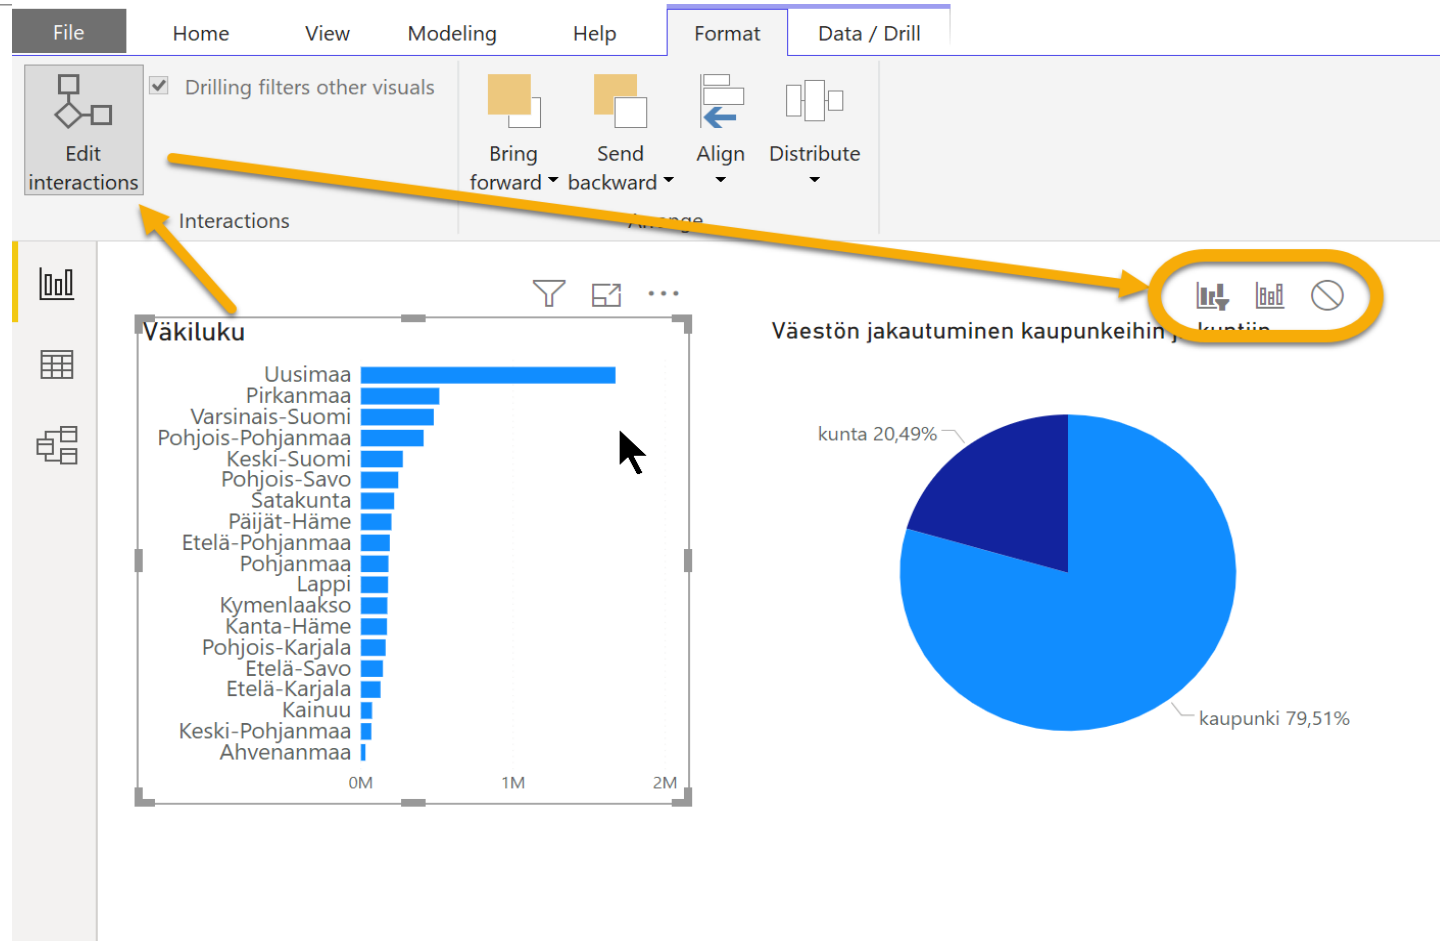 File Home View Modeling Help Format Data / Drill
Drilling filters other visuals
Edit interactions
Bring forward
Send backward
Align
Distribute
Interactions
Arrange
Väkiluku
Uusimaa
Pirkanmaa
Varsinais-Suomi
Pohjois-Pohjanmaa
Keski-Suomi
Pohjois-Savo
Satakunta
Päijät-Häme
Etelä-Pohjanmaa
Pohjanmaa
Lappi
Kymenlaakso
Kanta-Häme
Pohjois-Karjala
Etelä-Savo
Etelä-Karjala
Kainuu
Keski-Pohjanmaa
Ahvenanmaa
0M 1M 2M
Väestön jakautuminen kaupunkeihin ja kuntiin
kunta 20,49%
kaupunki 79,51%